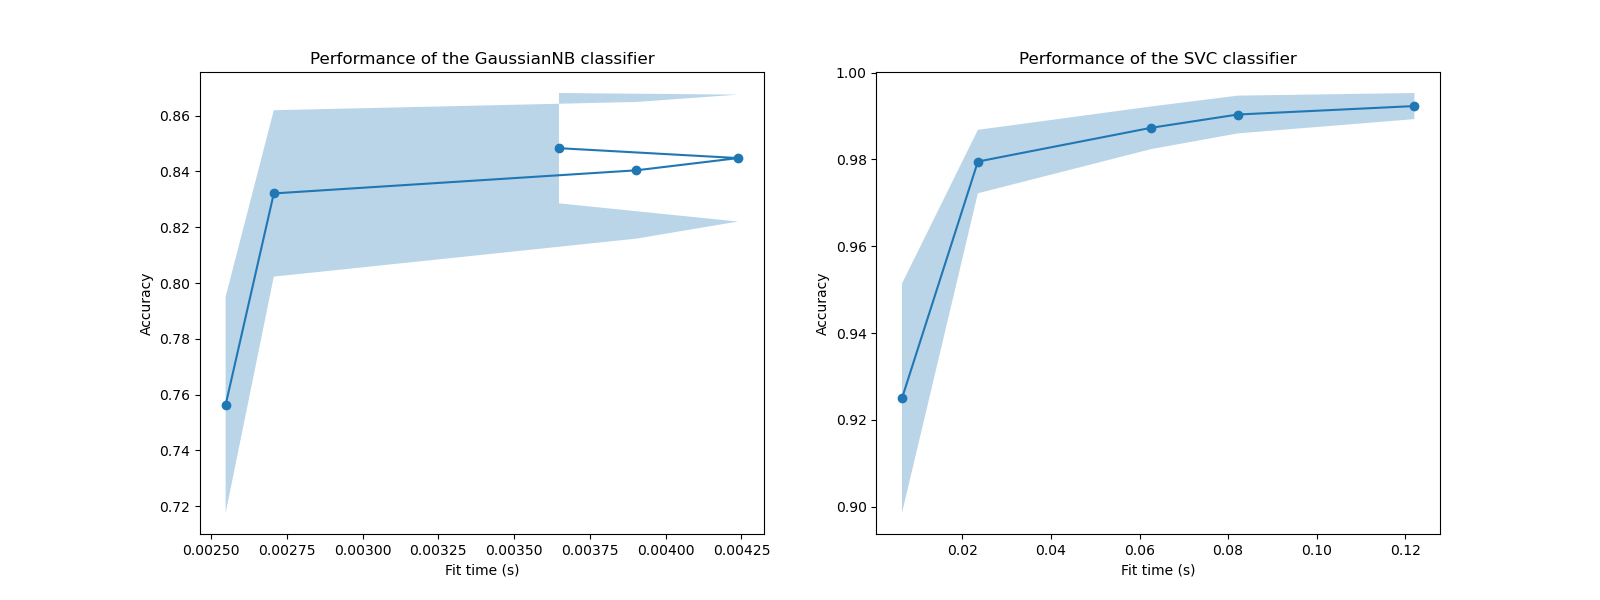 Performance of the GaussianNB classifier
0.86
0.84
0.82
0.80
0.78
0.76
0.74
0.72
Accuracy
0.00250 0.00275 0.00300 0.00325 0.00350 0.00375 0.00400 0.00425
Fit time (s)
Performance of the SVC classifier
1.00
0.98
0.96
0.94
0.92
0.90
Accuracy
0.02 0.04 0.06 0.08 0.10 0.12
Fit time (s)